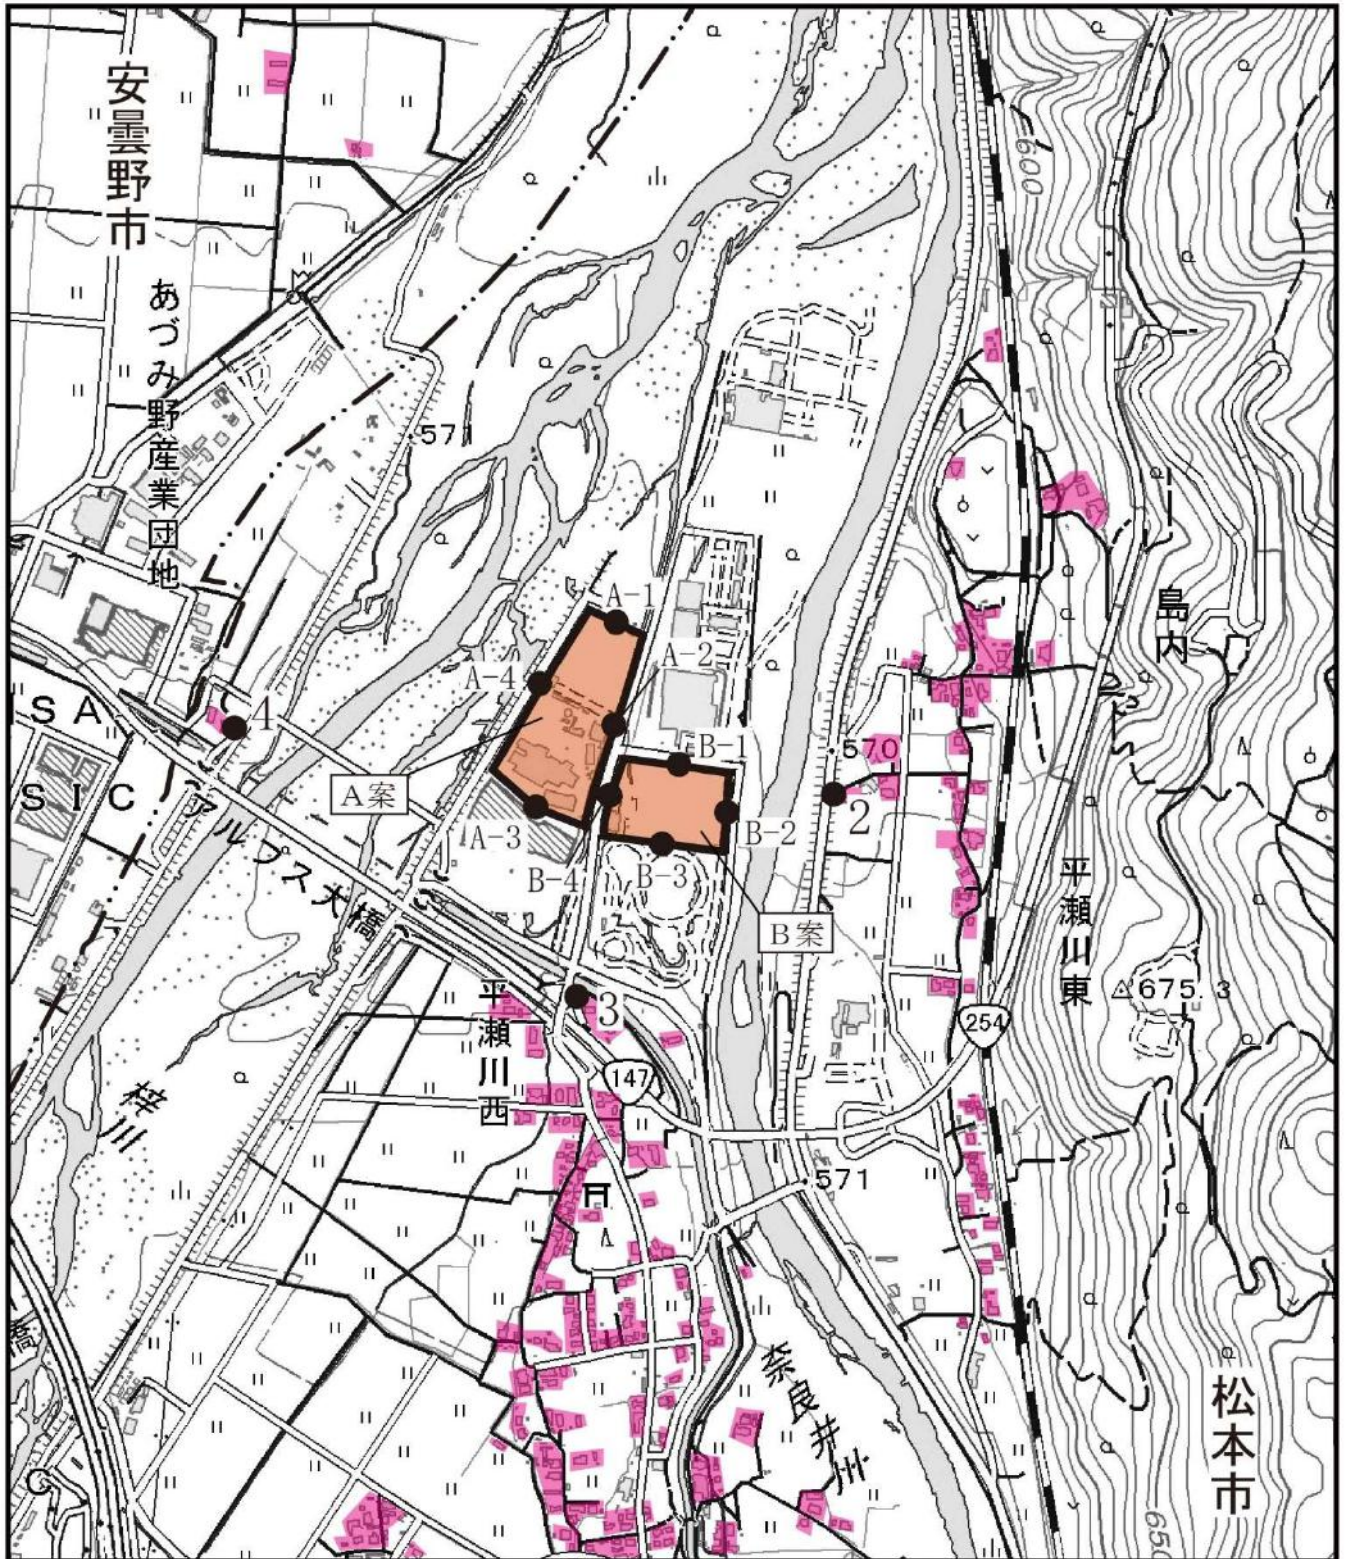 安曇野市
600
あづみ野産業団地
571
A-1
A-2
A-4
島内
SA
4
570
B-1
A案
SIC
2
B-2
A-3
アルプス大橋
B-4
B-3
平瀬川東
B案
675.3
3
254
平瀬川西
147
梓川
571
橋
奈良井川
松本市
650